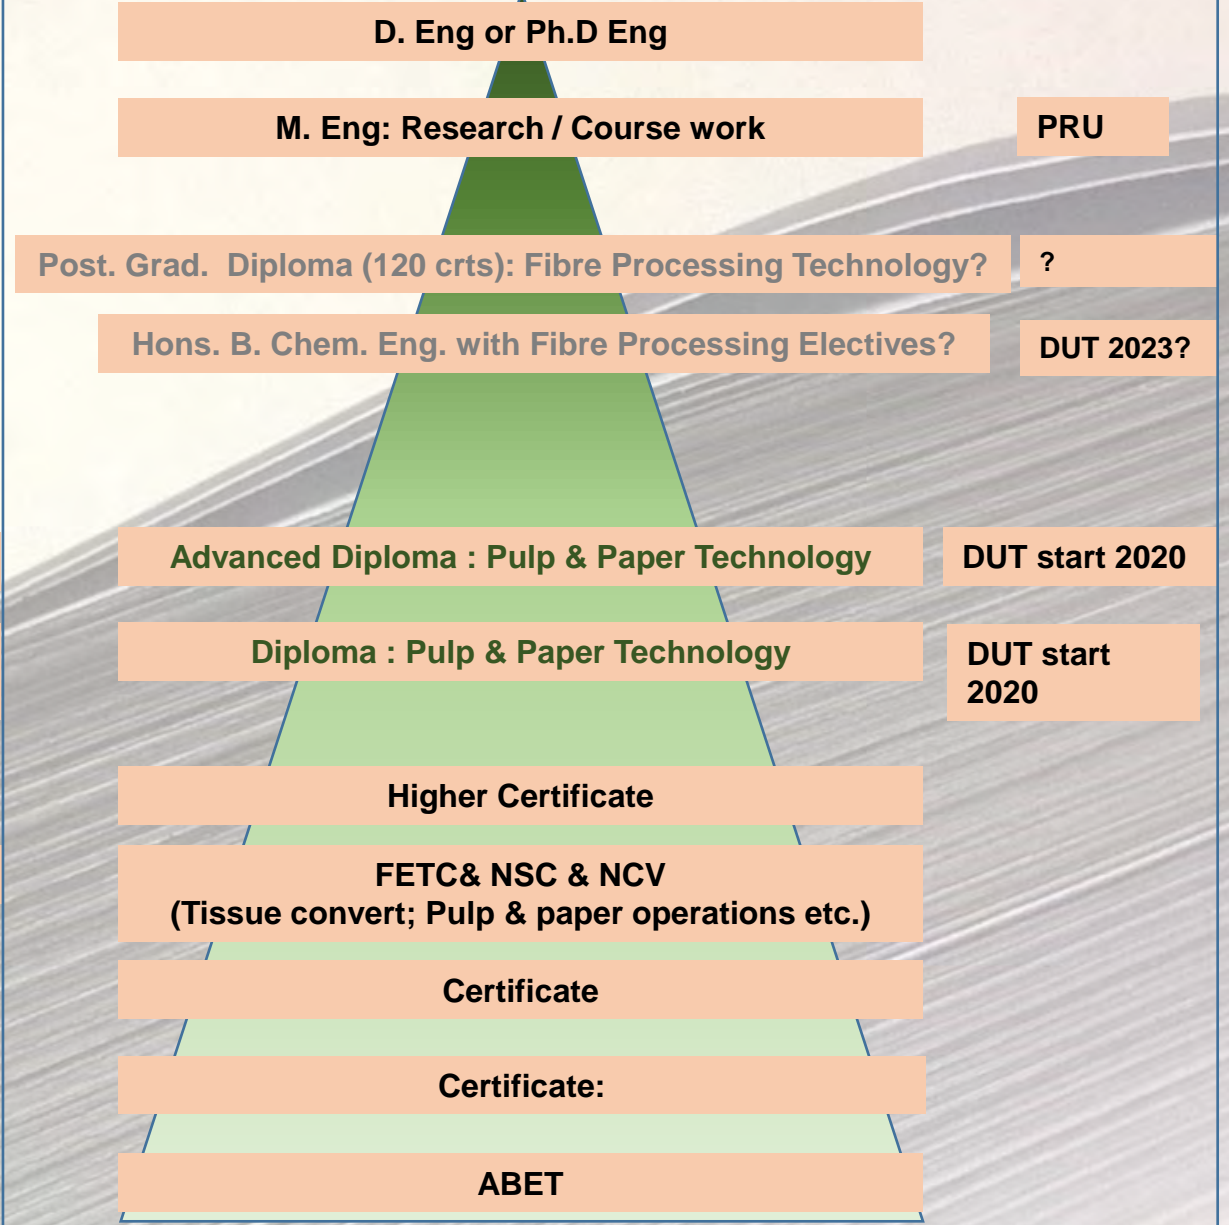 D. Eng or Ph.D Eng
M. Eng: Research / Course work
PRU
Post. Grad.  Diploma (120 crts): Fibre Processing Technology?
?
Hons. B. Chem. Eng. with Fibre Processing Electives?
DUT 2023?
Advanced Diploma : Pulp & Paper Technology
DUT start 2020
Diploma : Pulp & Paper Technology
DUT start
2020
Higher Certificate
FETC& NSC & NCV
(Tissue convert; Pulp & paper operations etc.)
Certificate
Certificate:
ABET